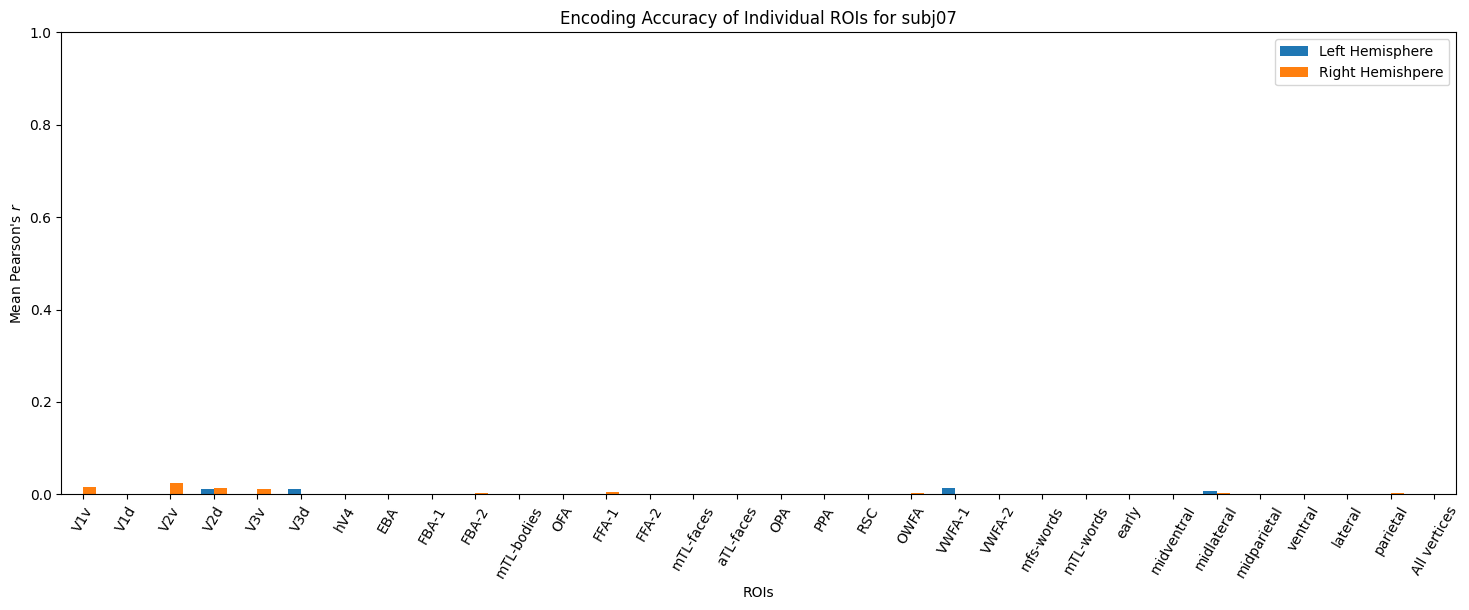 Encoding Accuracy of Individual ROIs for subj07
Left Hemisphere
Right Hemishpere
Mean Pearson's r
1.0
0.8
0.6
0.4
0.2
0.0
V1v
V1d
V2v
V2d
V3v
V3d
hV4
EBA
FBA-1
FBA-2
mTL-bodies
OFA
FFA-1
FFA-2
mTL-faces
aTL-faces
OPA
PPA
RSC
OWFA
VWFA-1
VWFA-2
mfs-words
mTL-words
early
midventral
midlateral
midparietal
ventral
lateral
parietal
All vertices
ROIs